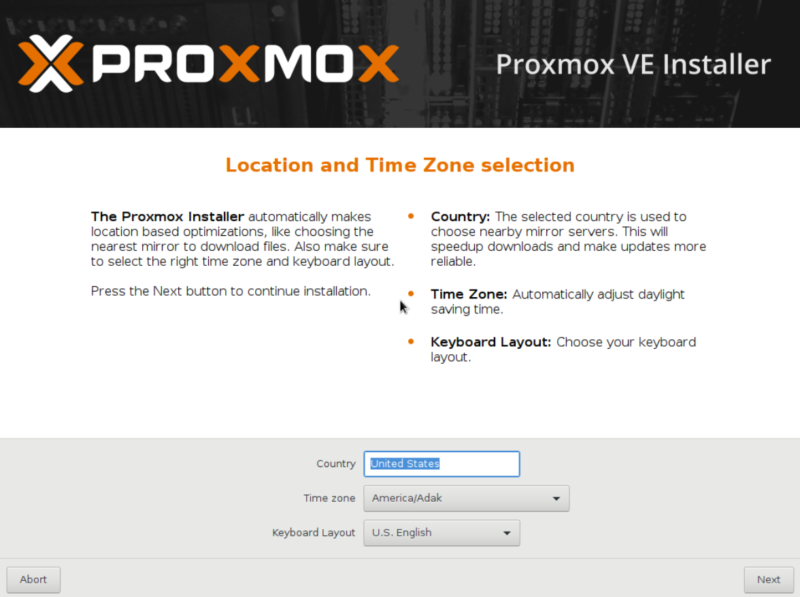 PROXMOX
Proxmox VE Installer
Location and Time Zone selection
The Proxmox Installer automatically makes
location based optimizations, like choosing the
nearest mirror to download files. Also make sure
to select the right time zone and keyboard layout.
Press the Next button to continue installation.
Country: The selected country is used to
choose nearby mirror servers. This will
speedup downloads and make updates more
reliable.
Time Zone: Automatically adjust daylight
saving time.
Keyboard Layout: Choose your keyboard
layout.
Country United States
Time zone America/Adak
Keyboard Layout U.S. English
Abort Next